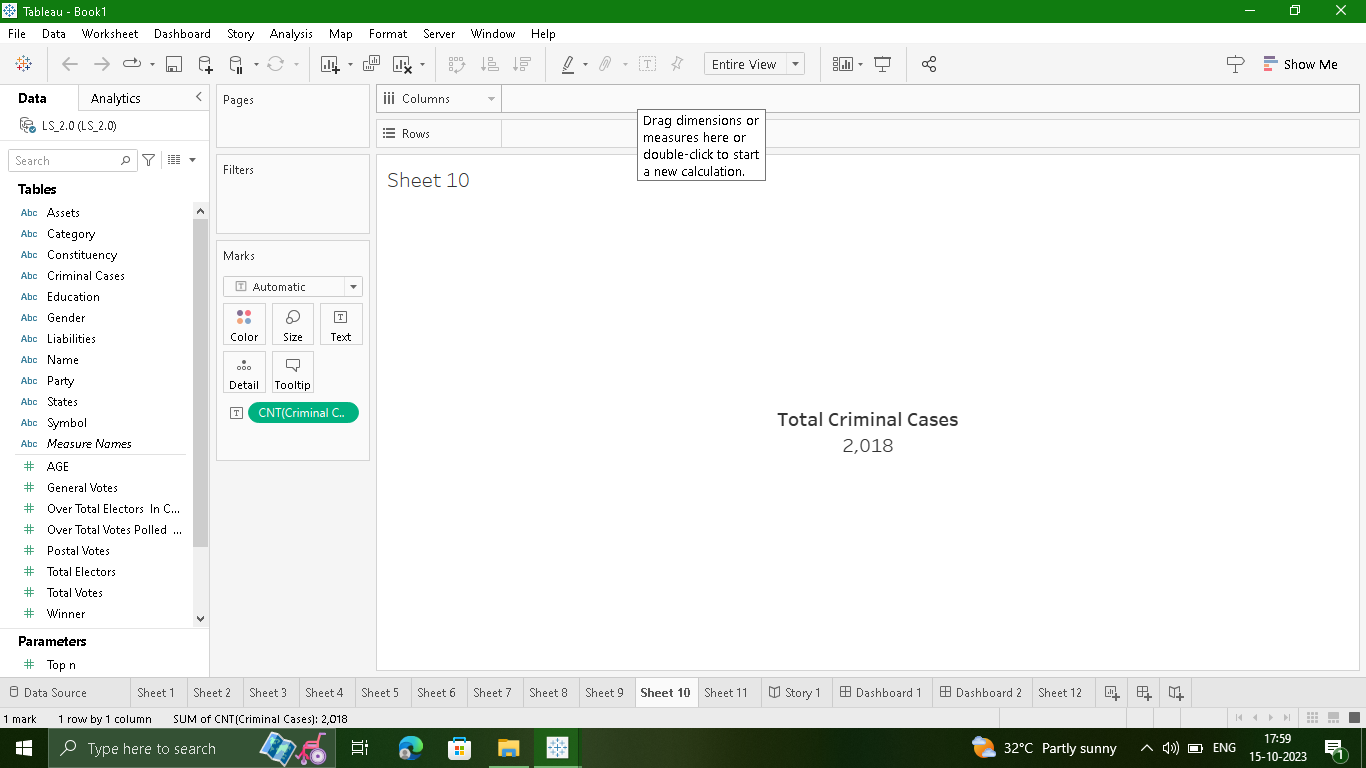 Tableau - Book1
File Data Worksheet Dashboard Story Analysis Map Format Server Window Help
Entire View
Show Me
Data Analytics
LS_2.0 (LS_2.0)
Search
Tables
Abc Assets
Abc Category
Abc Constituency
Abc Criminal Cases
Abc Education
Abc Gender
Abc Liabilities
Abc Name
Abc Party
Abc States
Abc Symbol
Abc Measure Names
# AGE
# General Votes
# Over Total Electors In C...
# Over Total Votes Polled ...
# Postal Votes
# Total Electors
# Total Votes
# Winner
Parameters
# Top n
Pages
Filters
Marks
T Automatic
Color Size T Text
Detail Tooltip
T CNT(Criminal C..
Columns
Rows
Drag dimensions or
measures here or
double-click to start
a new calculation.
Sheet 10
Total Criminal Cases
2,018
Data Source Sheet 1 Sheet 2 Sheet 3 Sheet 4 Sheet 5 Sheet 6 Sheet 7 Sheet 8 Sheet 9 Sheet 10 Sheet 11 Story 1 Dashboard 1 Dashboard 2 Sheet 12
1 mark 1 row by 1 column SUM of CNT(Criminal Cases): 2,018
Type here to search
32°C Partly sunny
ENG
17:59
15-10-2023
1